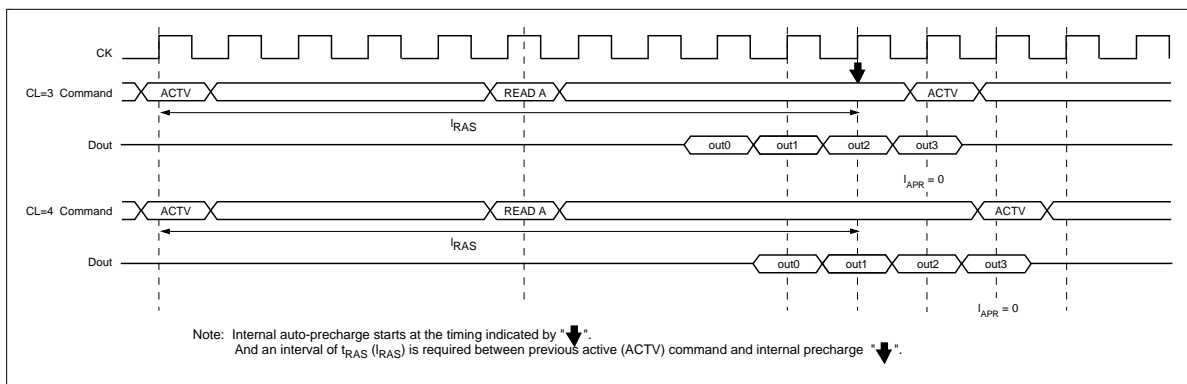 CK
CL=3 Command ACTV READ A ACTV
lRAS
Dout out0 out1 out2 out3
lAPR = 0
CL=4 Command ACTV READ A ACTV
lRAS
Dout out0 out1 out2 out3
lAPR = 0
Note: Internal auto-precharge starts at the timing indicated by " ".
And an interval of tRAS (lRAS) is required between previous active (ACTV) command and internal precharge " ".